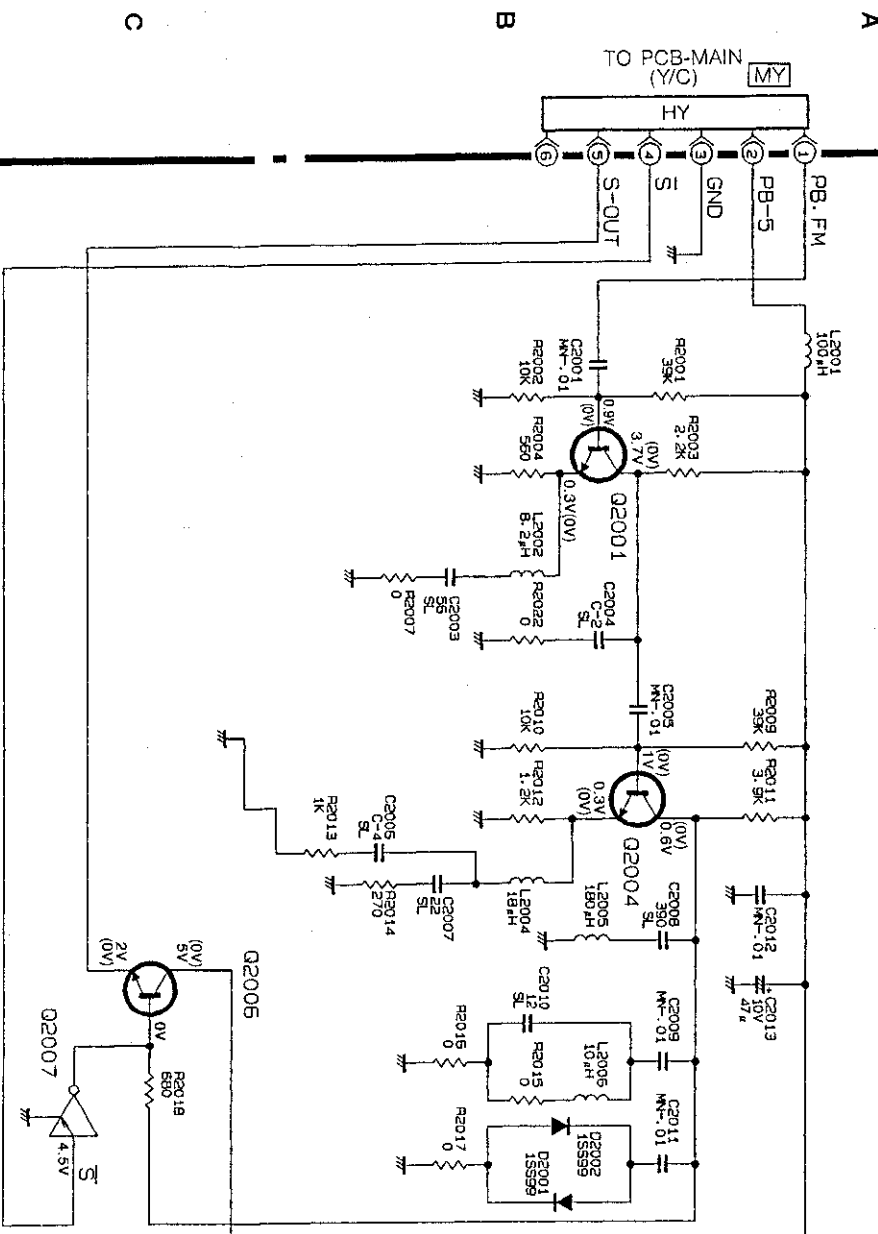 C
B
A
TO PCB-MAIN
(Y/C)
MY
HY
6
5
4
3
2
1
S-OUT
S̅
GND
PB-5
PB. FM
L2001
100µH
C2001
MN-.01
R2002
10K
R2001
39K
0.9V
(0V)
R2004
560
(0V)
3.7V
R2003
2.2K
0.3V(0V)
Q2001
L2002
8.2µH
R2007
0
C2003
56
SL
R2022
0
C2004
C-2
SL
C2005
MN-.01
R2010
10K
R2009
39K
(0V)
1V
R2012
1.2K
0.3V
(0V)
R2011
3.9K
(0V)
0.6V
Q2004
R2013
1K
C2006
C-4
SL
R2014
270
C2007
22
SL
L2004
18µH
L2005
180µH
C2008
390
SL
C2012
MN-.01
C2013
10V
47µ
+
2V
(0V)
(0V)
5V
Q2006
0V
C2010
12
SL
R2016
0
R2015
0
L2006
10µH
C2009
MN-.01
Q2007
R2018
680
R2017
0
D2002
1SS99
D2001
1SS99
C2011
MN-.01
4.5V
S̅